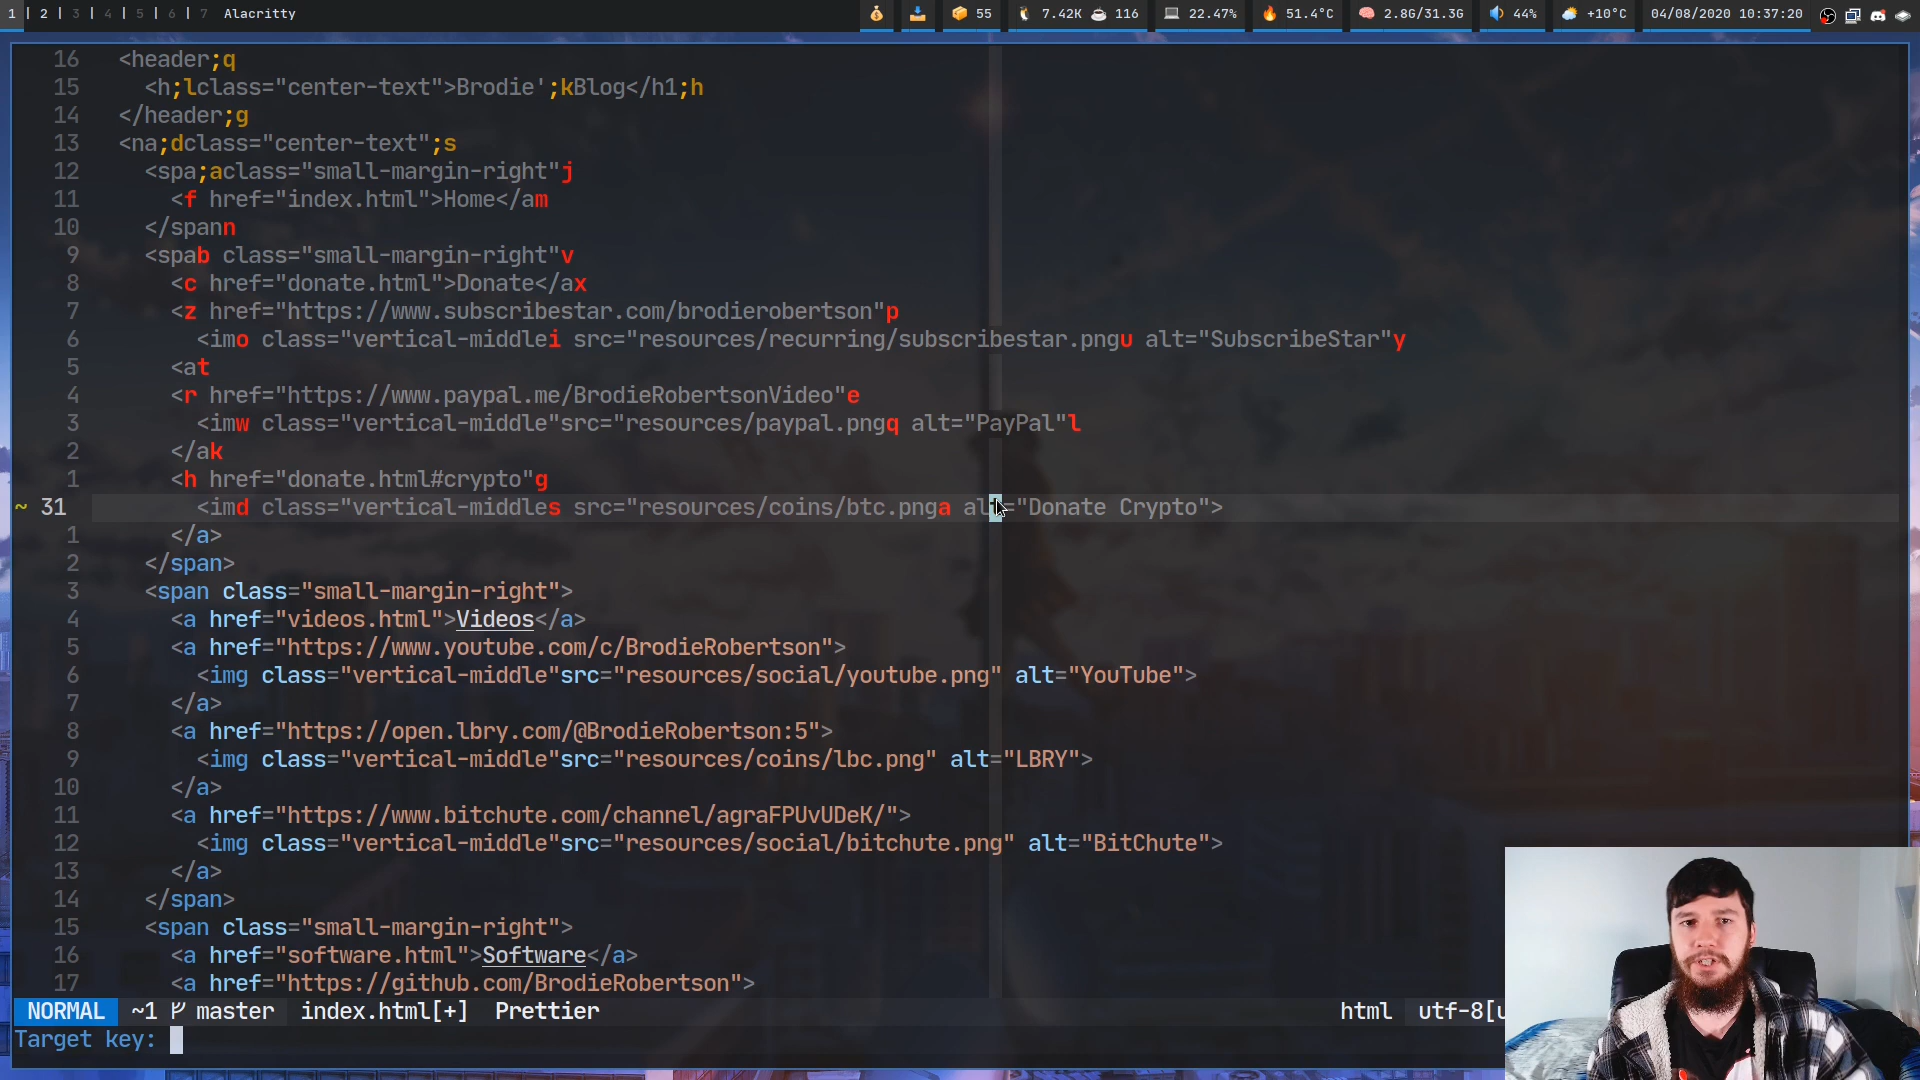 1 | 2 | 3 | 4 | 5 | 6 | 7 Alacritty 55 7.42K 116 22.47% 51.4°C 2.8G/31.3G 44% +10°C 04/08/2020 10:37:20
16 <header;q
15 <h;lclass="center-text">Brodie';kBlog</h1;h
14 </header;g
13 <na;dclass="center-text";s
12 <spa;aclass="small-margin-right"j
11 <f href="index.html">Home</am
10 </spann
9 <spab class="small-margin-right"v
8 <c href="donate.html">Donate</ax
7 <z href="https://www.subscribestar.com/brodierobertson"p
6 <imo class="vertical-middlei src="resources/recurring/subscribestar.pngu alt="SubscribeStar"y
5 <at
4 <r href="https://www.paypal.me/BrodieRobertsonVideo"e
3 <imw class="vertical-middle"src="resources/paypal.pngq alt="PayPal"l
2 </ak
1 <h href="donate.html#crypto"g
~ 31 <imd class="vertical-middles src="resources/coins/btc.pnga alt="Donate Crypto">
1 </a>
2 </span>
3 <span class="small-margin-right">
4 <a href="videos.html">Videos</a>
5 <a href="https://www.youtube.com/c/BrodieRobertson">
6 <img class="vertical-middle"src="resources/social/youtube.png" alt="YouTube">
7 </a>
8 <a href="https://open.lbry.com/@BrodieRobertson:5">
9 <img class="vertical-middle"src="resources/coins/lbc.png" alt="LBRY">
10 </a>
11 <a href="https://www.bitchute.com/channel/agraFPUvUDeK/">
12 <img class="vertical-middle"src="resources/social/bitchute.png" alt="BitChute">
13 </a>
14 </span>
15 <span class="small-margin-right">
16 <a href="software.html">Software</a>
17 <a href="https://github.com/BrodieRobertson">
NORMAL ~1 master index.html[+] Prettier html utf-8[u
Target key: